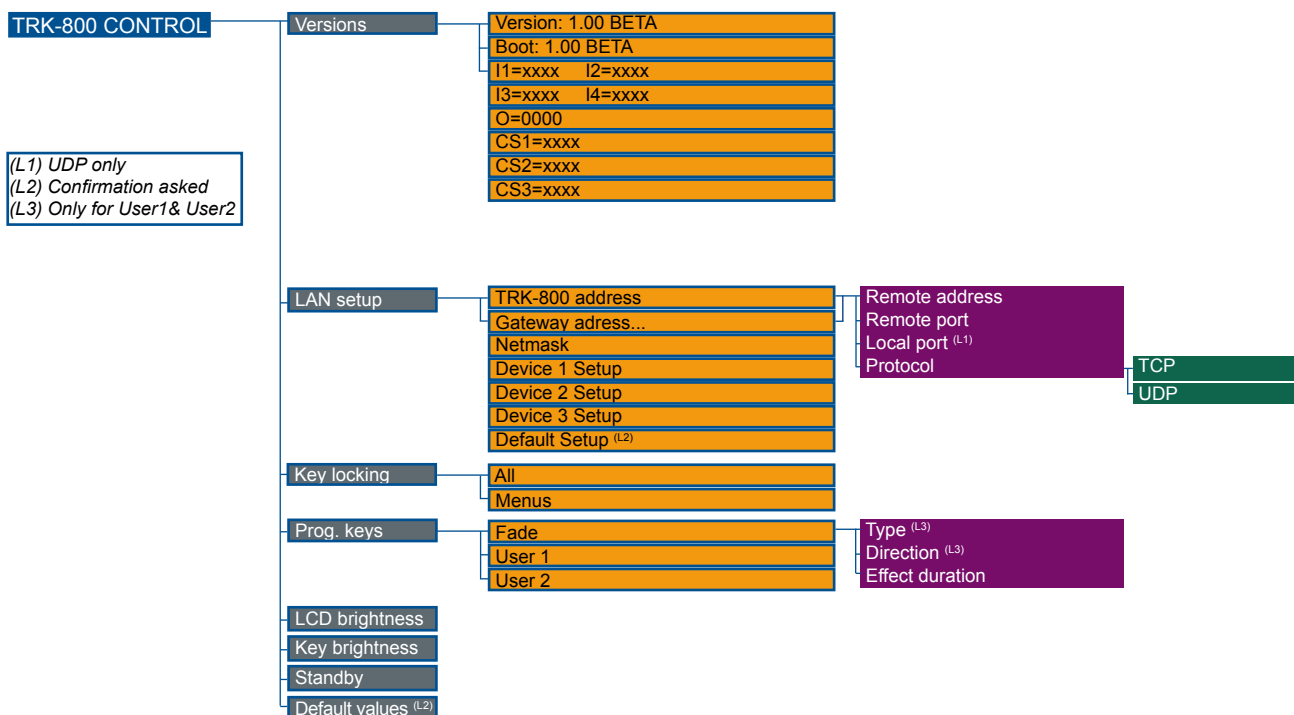 TRK-800 CONTROL
(L1) UDP only
(L2) Confirmation asked
(L3) Only for User1& User2
Versions
Version: 1.00 BETA
Boot: 1.00 BETA
I1=xxxx I2=xxxx
I3=xxxx I4=xxxx
O=0000
CS1=xxxx
CS2=xxxx
CS3=xxxx
LAN setup
TRK-800 address
Gateway adress...
Netmask
Device 1 Setup
Device 2 Setup
Device 3 Setup
Default Setup (L2)
Remote address
Remote port
Local port (L1)
Protocol
TCP
UDP
Key locking
All
Menus
Prog. keys
Fade
User 1
User 2
Type (L3)
Direction (L3)
Effect duration
LCD brightness
Key brightness
Standby
Default values (L2)